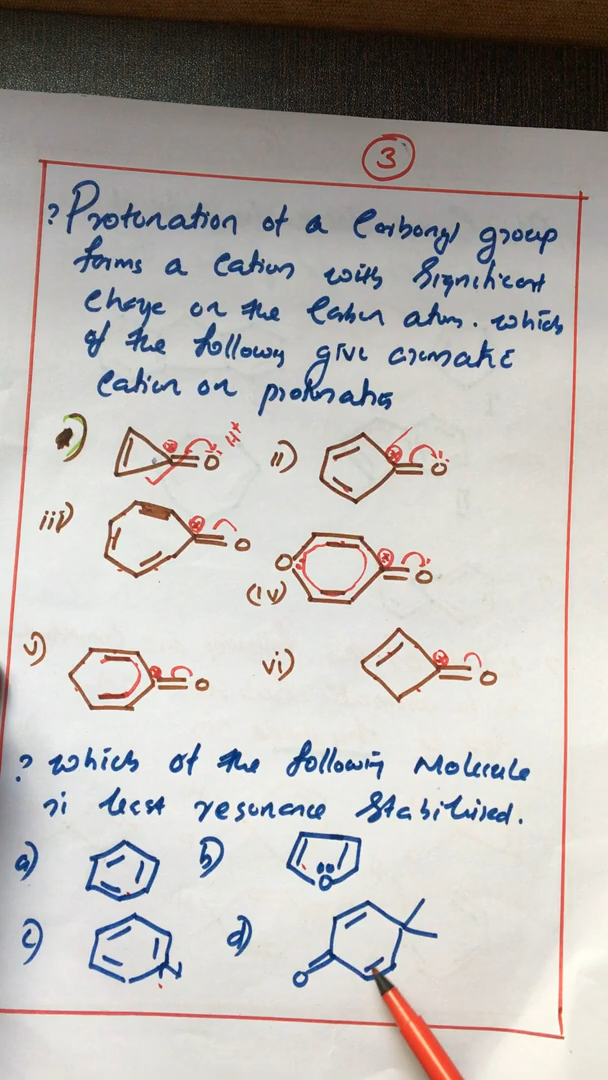 3
? Protonation of a Carbonyl group
forms a Cation with Significant
Charge on the Carbon atom. which
of the following give aromatic
Cation on protonation
i) O H+ ii) O
iii) O (iv) O O
v) O vi) O
? which of the following Molecule
is least resonance Stabilised.
a) b) O
c) N d) O